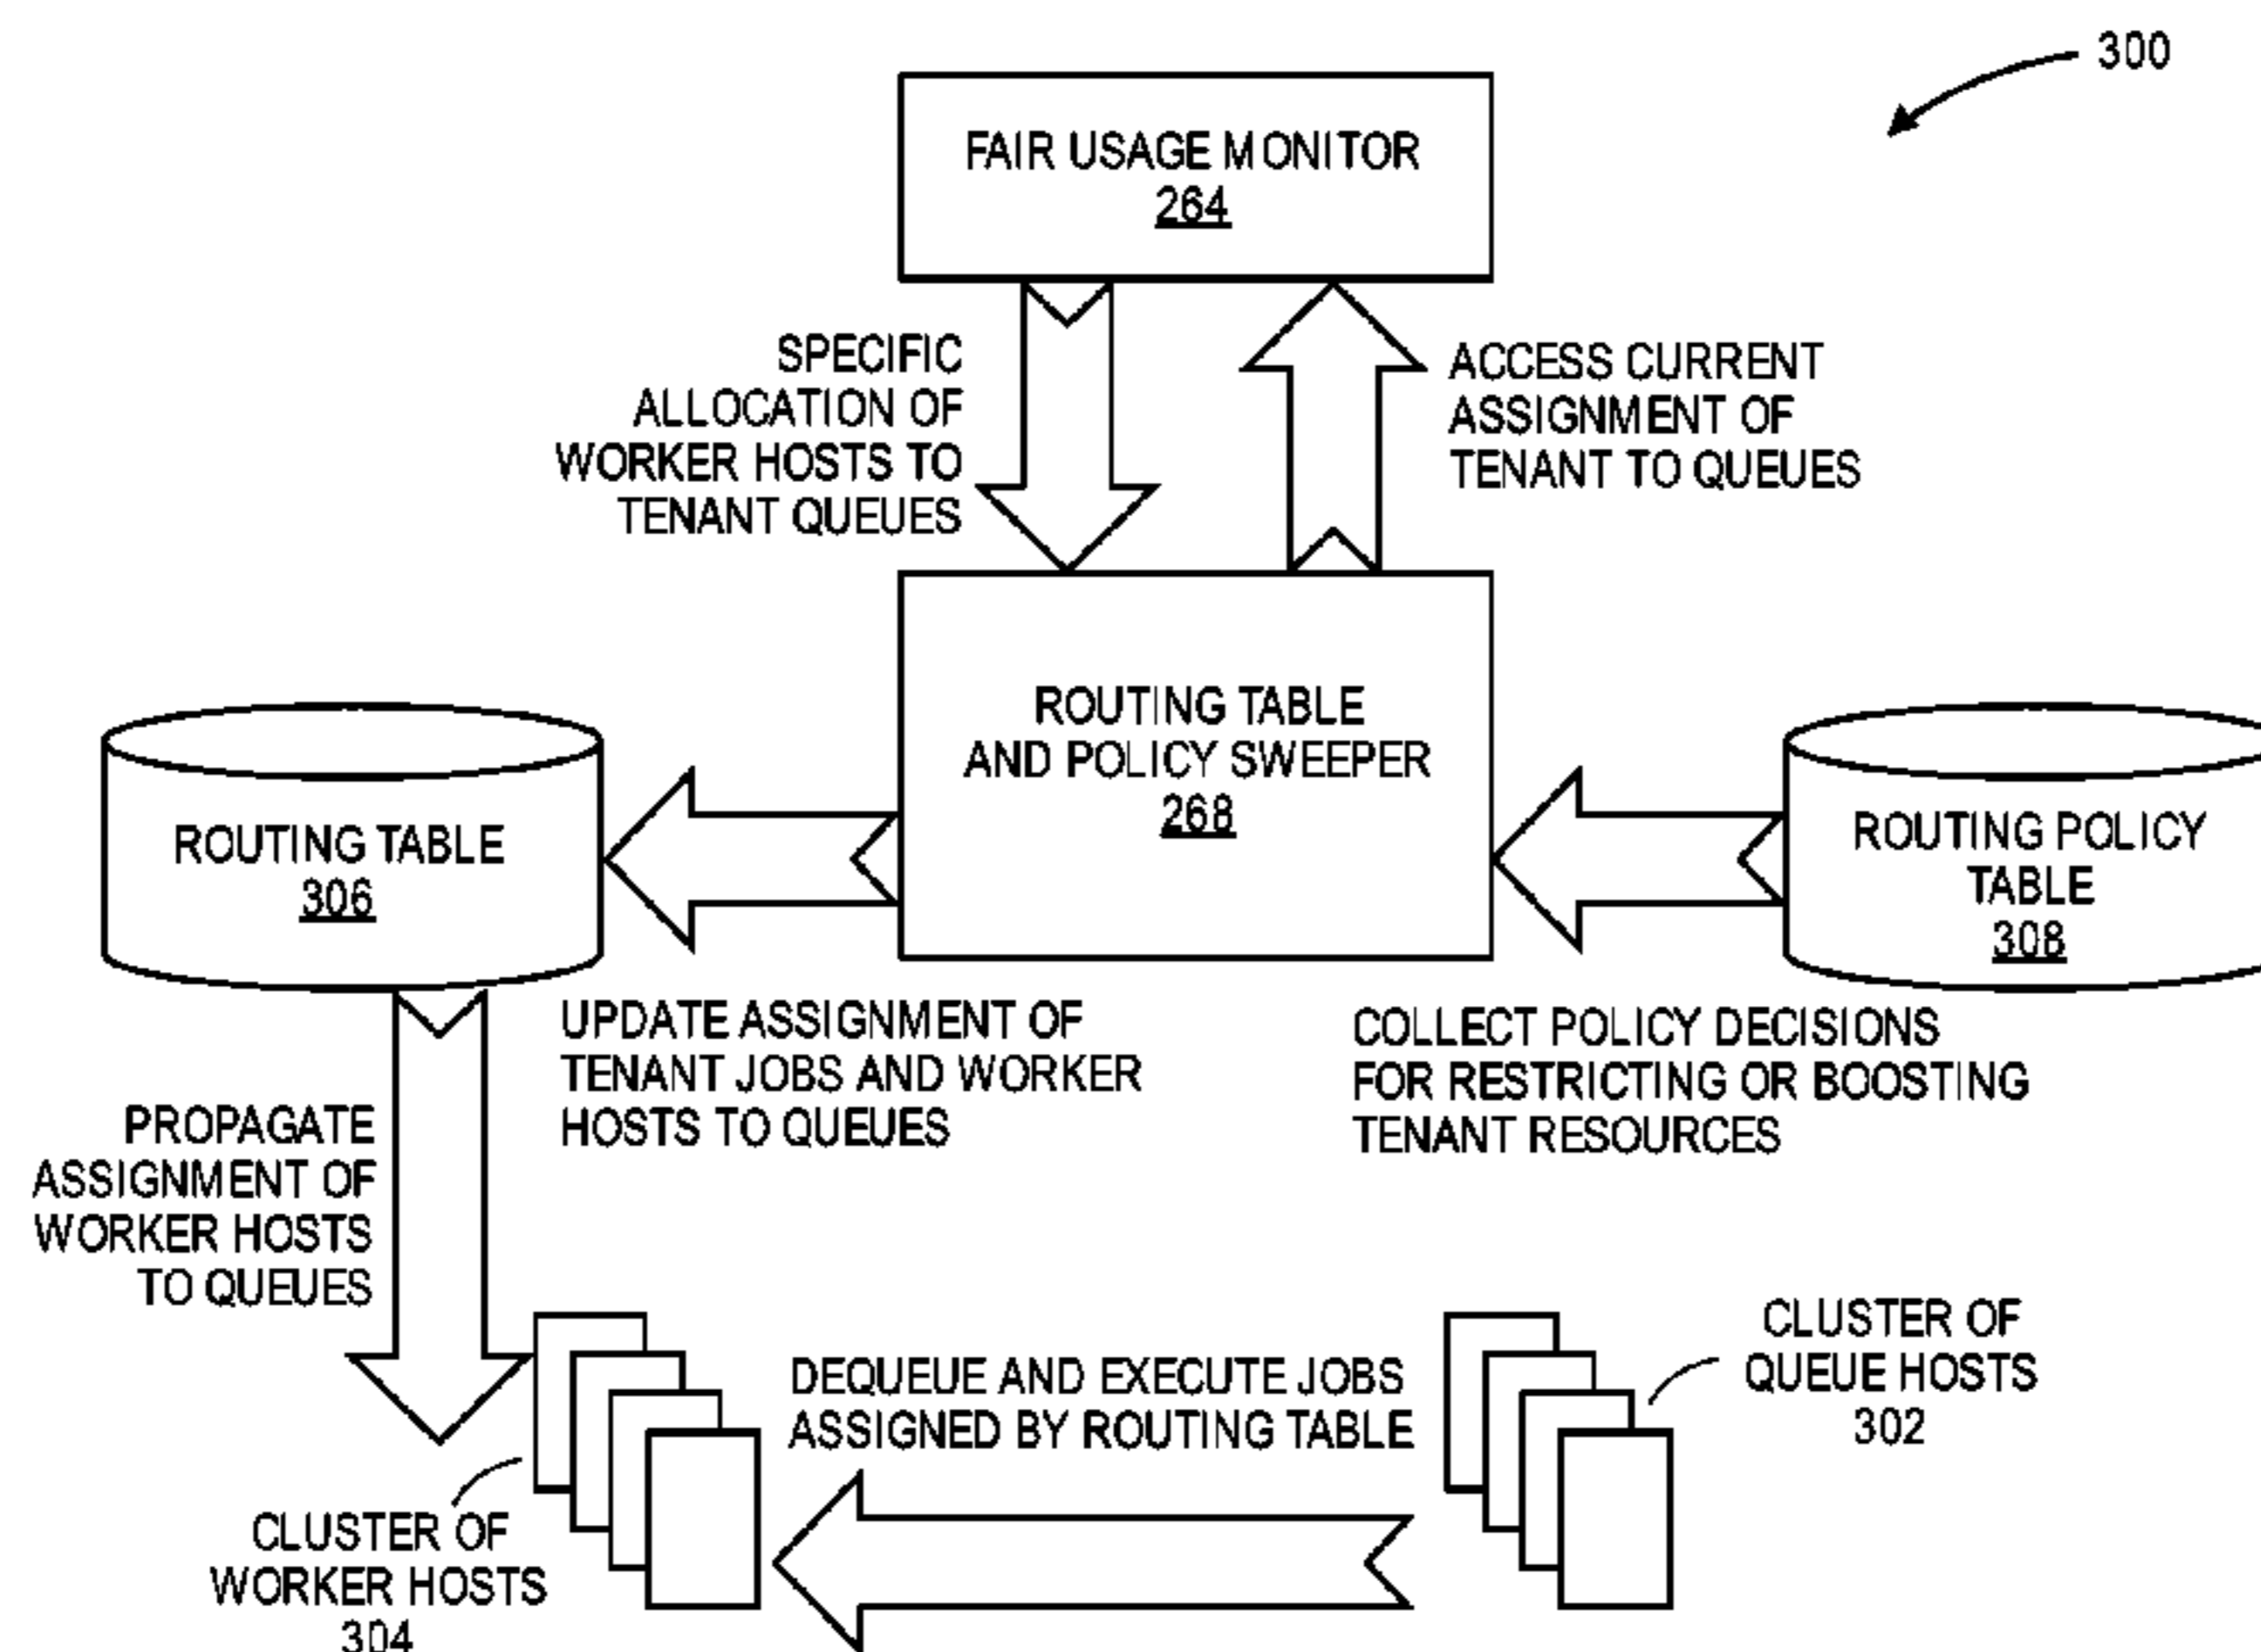 300
FAIR USAGE MONITOR
264
SPECIFIC
ALLOCATION OF
WORKER HOSTS TO
TENANT QUEUES
ACCESS CURRENT
ASSIGNMENT OF
TENANT TO QUEUES
ROUTING TABLE
AND POLICY SWEEPER
268
ROUTING TABLE
306
ROUTING POLICY
TABLE
308
UPDATE ASSIGNMENT OF
TENANT JOBS AND WORKER
HOSTS TO QUEUES
COLLECT POLICY DECISIONS
FOR RESTRICTING OR BOOSTING
TENANT RESOURCES
PROPAGATE
ASSIGNMENT OF
WORKER HOSTS
TO QUEUES
DEQUEUE AND EXECUTE JOBS
ASSIGNED BY ROUTING TABLE
CLUSTER OF
QUEUE HOSTS
302
CLUSTER OF
WORKER HOSTS
304